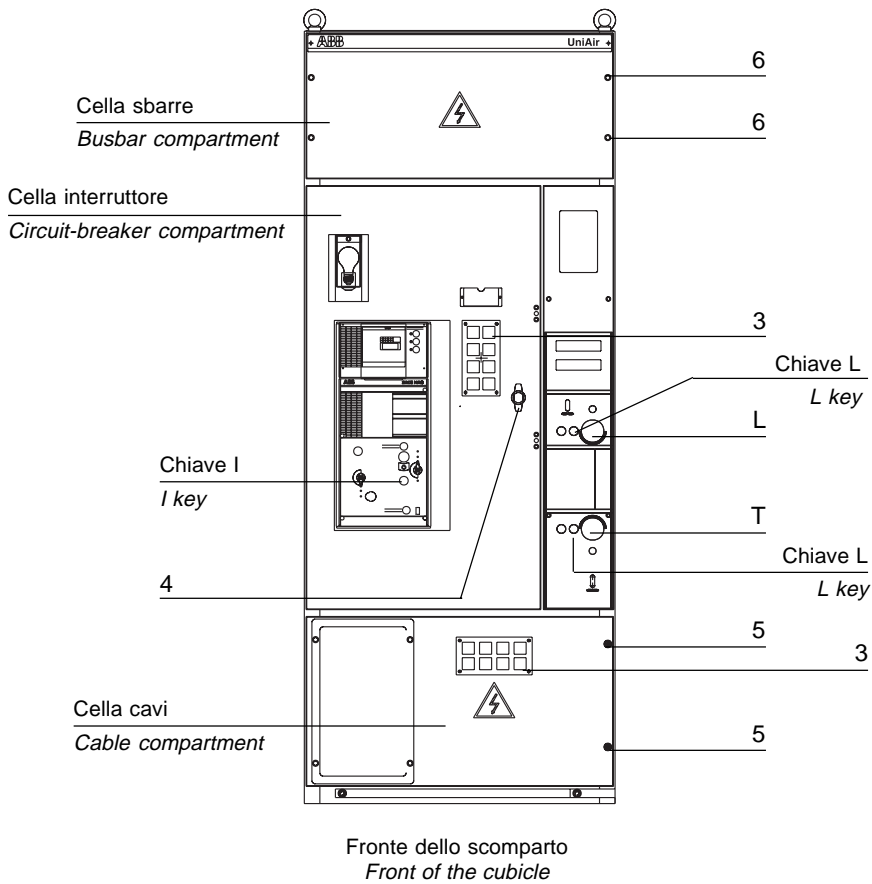 ABB
UniAir
6
Cella sbarre
Busbar compartment
6
Cella interruttore
Circuit-breaker compartment
3
Chiave L
L key
L
ABB
Chiave I
I key
T
Chiave L
L key
4
5
3
Cella cavi
Cable compartment
5
Fronte dello scomparto
Front of the cubicle